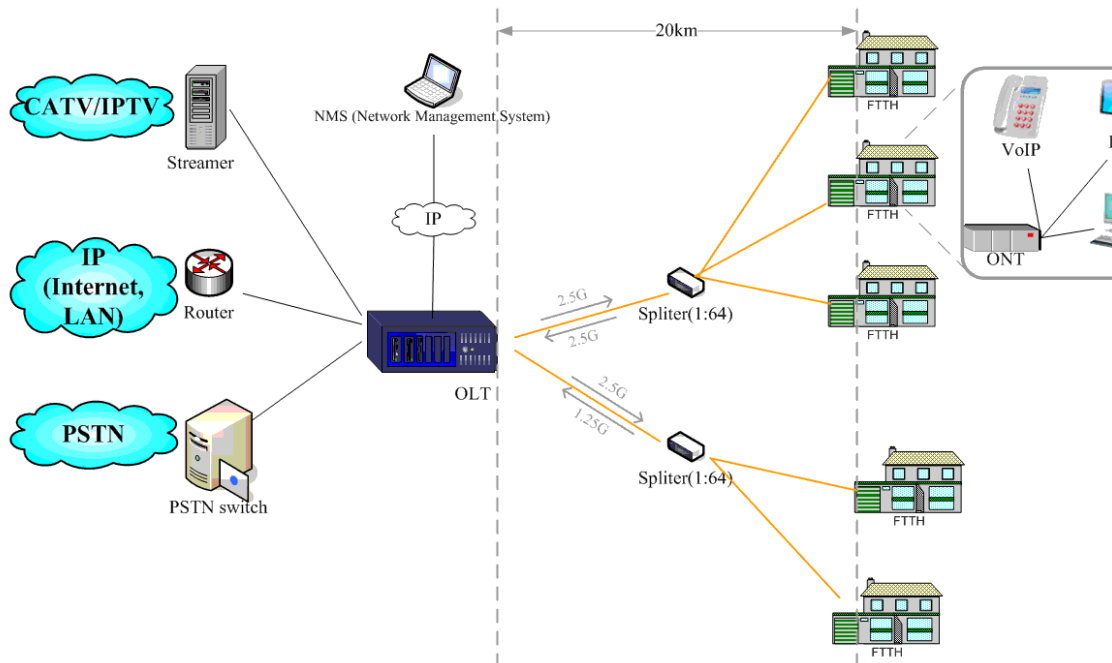 20km
CATV/IPTV
Streamer
NMS (Network Management System)
IP
IP
(Internet,
LAN)
Router
PSTN
PSTN switch
OLT
2.5G
2.5G
Spliter(1:64)
2.5G
1.25G
Spliter(1:64)
FTTH
FTTH
FTTH
FTTH
FTTH
VoIP
ONT